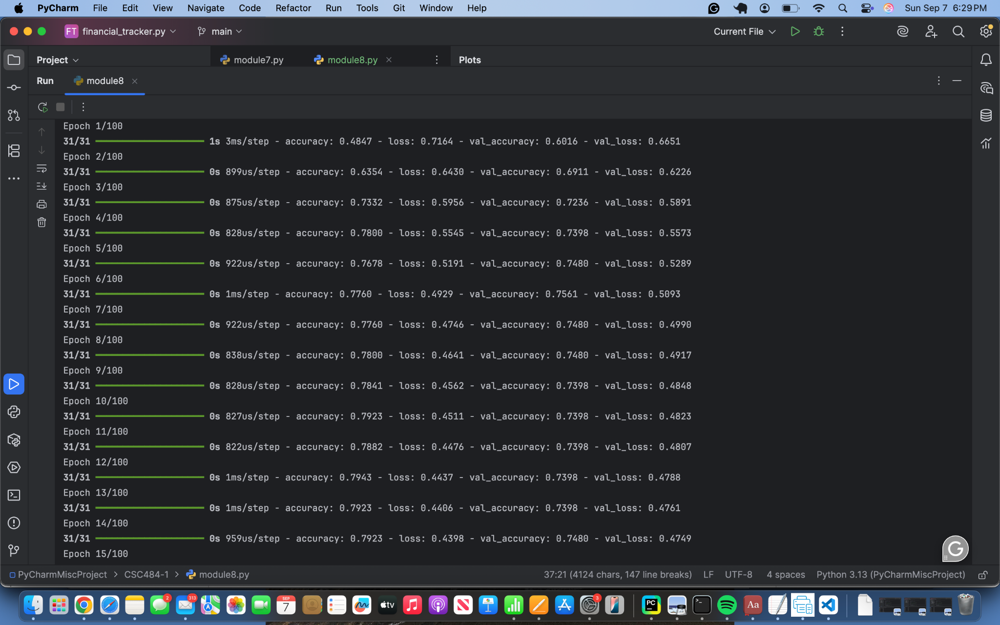 PyCharm File Edit View Navigate Code Refactor Run Tools Git Window Help Sun Sep 7 6:29 PM
FT financial_tracker.py main Current File
Project module7.py module8.py Plots
Run module8
Epoch 1/100
31/31 1s 3ms/step - accuracy: 0.4847 - loss: 0.7164 - val_accuracy: 0.6016 - val_loss: 0.6651
Epoch 2/100
31/31 0s 899us/step - accuracy: 0.6354 - loss: 0.6430 - val_accuracy: 0.6911 - val_loss: 0.6226
Epoch 3/100
31/31 0s 875us/step - accuracy: 0.7332 - loss: 0.5956 - val_accuracy: 0.7236 - val_loss: 0.5891
Epoch 4/100
31/31 0s 828us/step - accuracy: 0.7800 - loss: 0.5545 - val_accuracy: 0.7398 - val_loss: 0.5573
Epoch 5/100
31/31 0s 922us/step - accuracy: 0.7678 - loss: 0.5191 - val_accuracy: 0.7480 - val_loss: 0.5289
Epoch 6/100
31/31 0s 1ms/step - accuracy: 0.7760 - loss: 0.4929 - val_accuracy: 0.7561 - val_loss: 0.5093
Epoch 7/100
31/31 0s 922us/step - accuracy: 0.7760 - loss: 0.4746 - val_accuracy: 0.7480 - val_loss: 0.4990
Epoch 8/100
31/31 0s 838us/step - accuracy: 0.7800 - loss: 0.4641 - val_accuracy: 0.7480 - val_loss: 0.4917
Epoch 9/100
31/31 0s 828us/step - accuracy: 0.7841 - loss: 0.4562 - val_accuracy: 0.7398 - val_loss: 0.4848
Epoch 10/100
31/31 0s 827us/step - accuracy: 0.7923 - loss: 0.4511 - val_accuracy: 0.7398 - val_loss: 0.4823
Epoch 11/100
31/31 0s 822us/step - accuracy: 0.7882 - loss: 0.4476 - val_accuracy: 0.7398 - val_loss: 0.4807
Epoch 12/100
31/31 0s 1ms/step - accuracy: 0.7943 - loss: 0.4437 - val_accuracy: 0.7398 - val_loss: 0.4788
Epoch 13/100
31/31 0s 1ms/step - accuracy: 0.7923 - loss: 0.4406 - val_accuracy: 0.7398 - val_loss: 0.4761
Epoch 14/100
31/31 0s 959us/step - accuracy: 0.7923 - loss: 0.4398 - val_accuracy: 0.7480 - val_loss: 0.4749
Epoch 15/100
PyCharmMiscProject > CSC484-1 > module8.py 37:21 (4124 chars, 147 line breaks) LF UTF-8 4 spaces Python 3.13 (PyCharmMiscProject)
2 313 SEP 7 tv 3 PC Aa